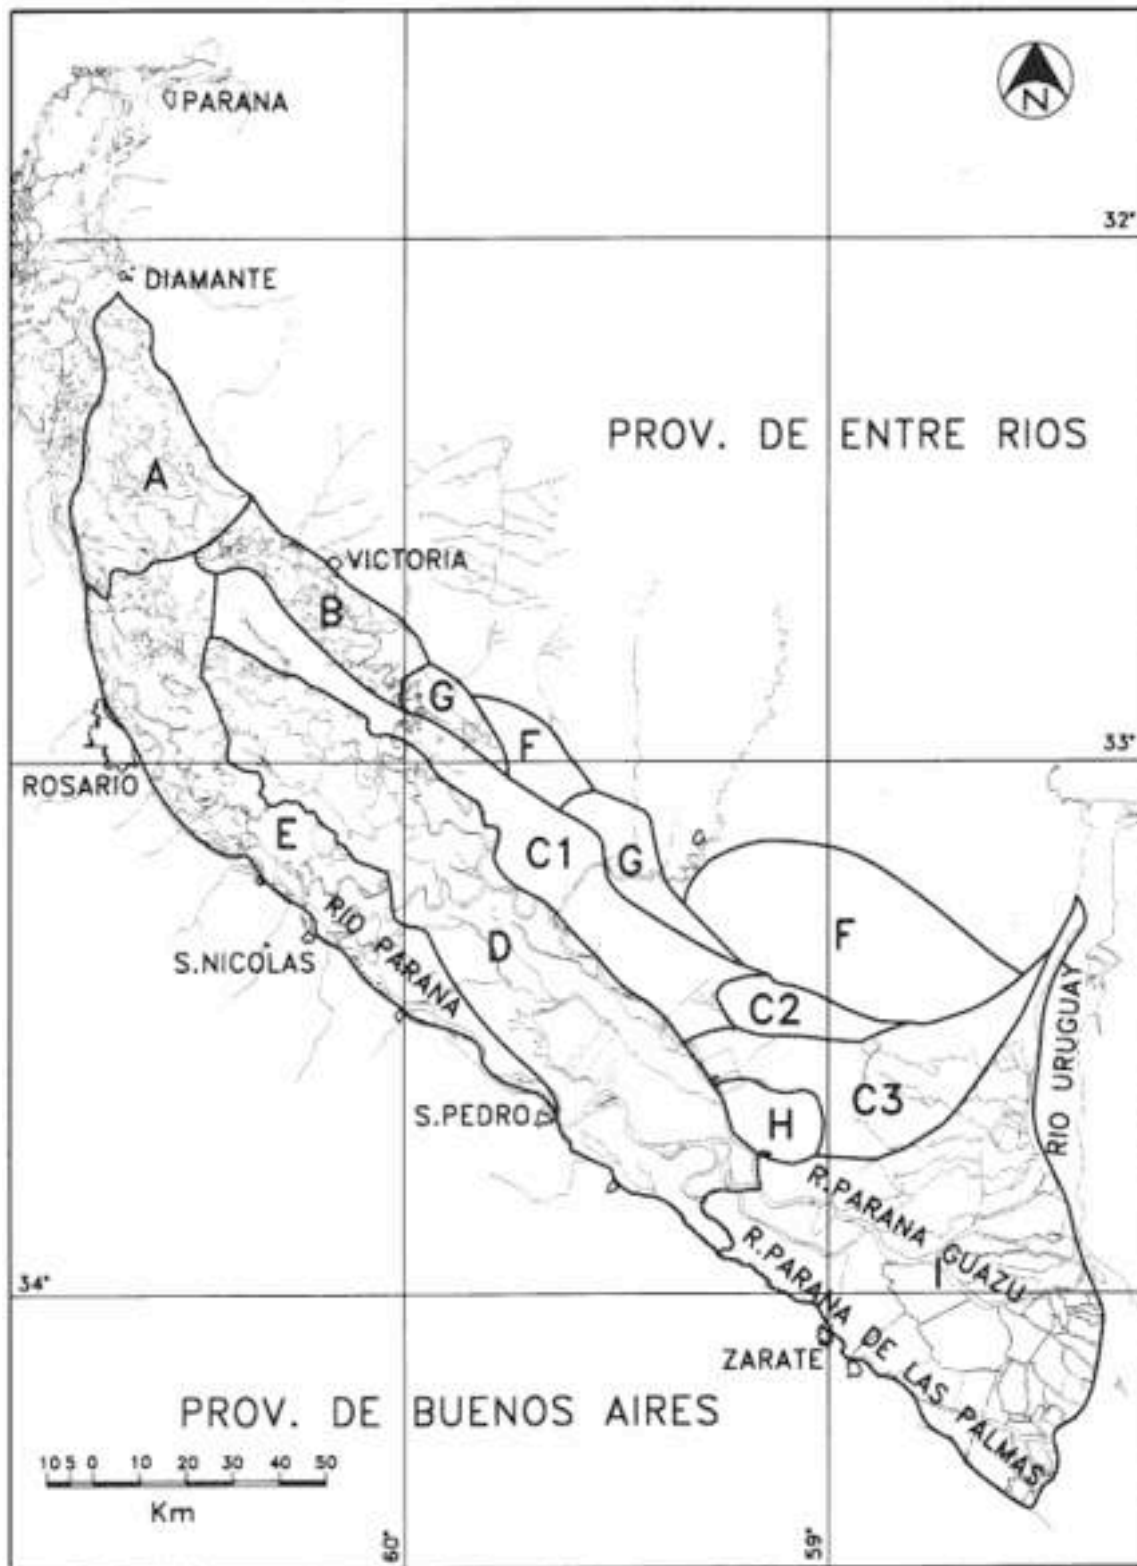 PARANA
N
32°
DIAMANTE
PROV. DE ENTRE RIOS
A
VICTORIA
B
G
F
33°
ROSARIO
E
C1
G
F
RIO PARANA
S.NICOLAS
D
C2
RIO URUGUAY
C3
S.PEDRO
H
R.PARANA GUAZU
I
34°
R.PARANA DE LAS PALMAS
ZARATE
PROV. DE BUENOS AIRES
10 5 0 10 20 30 40 50
Km
60°
59°